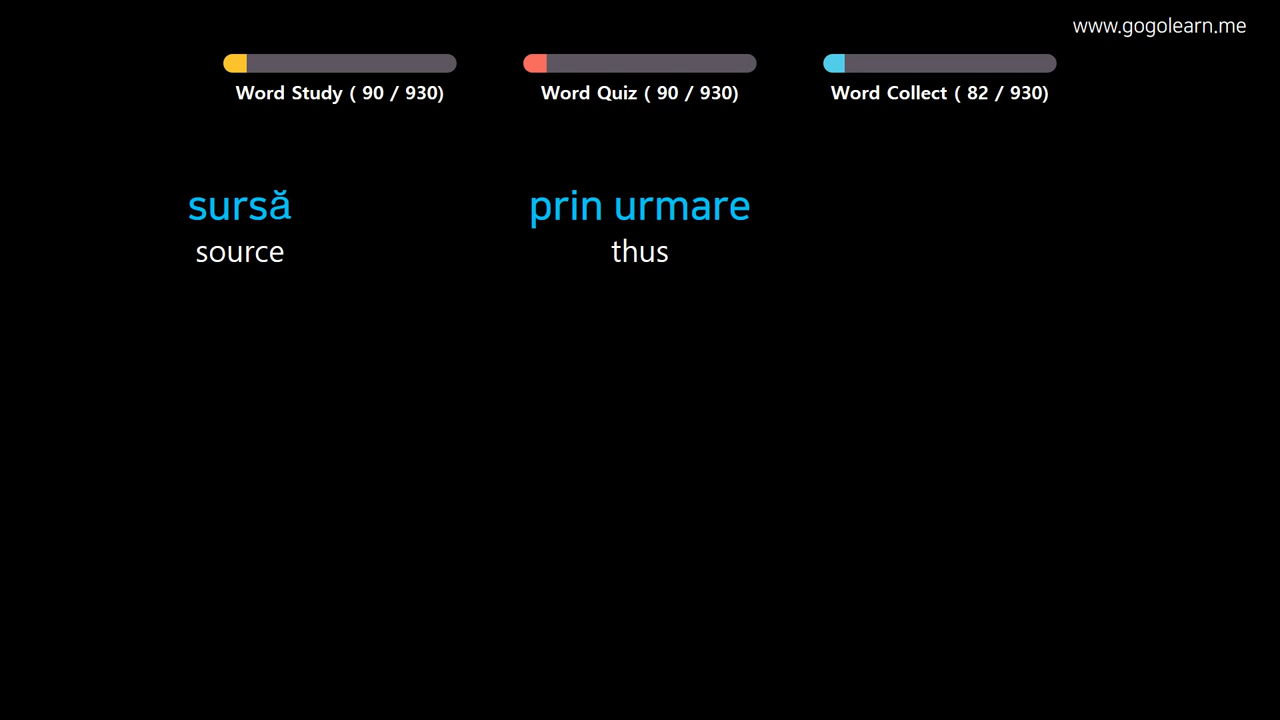 www.gogolearn.me
Word Study ( 90 / 930)
Word Quiz ( 90 / 930)
Word Collect ( 82 / 930)
sursă
prin urmare
source
thus